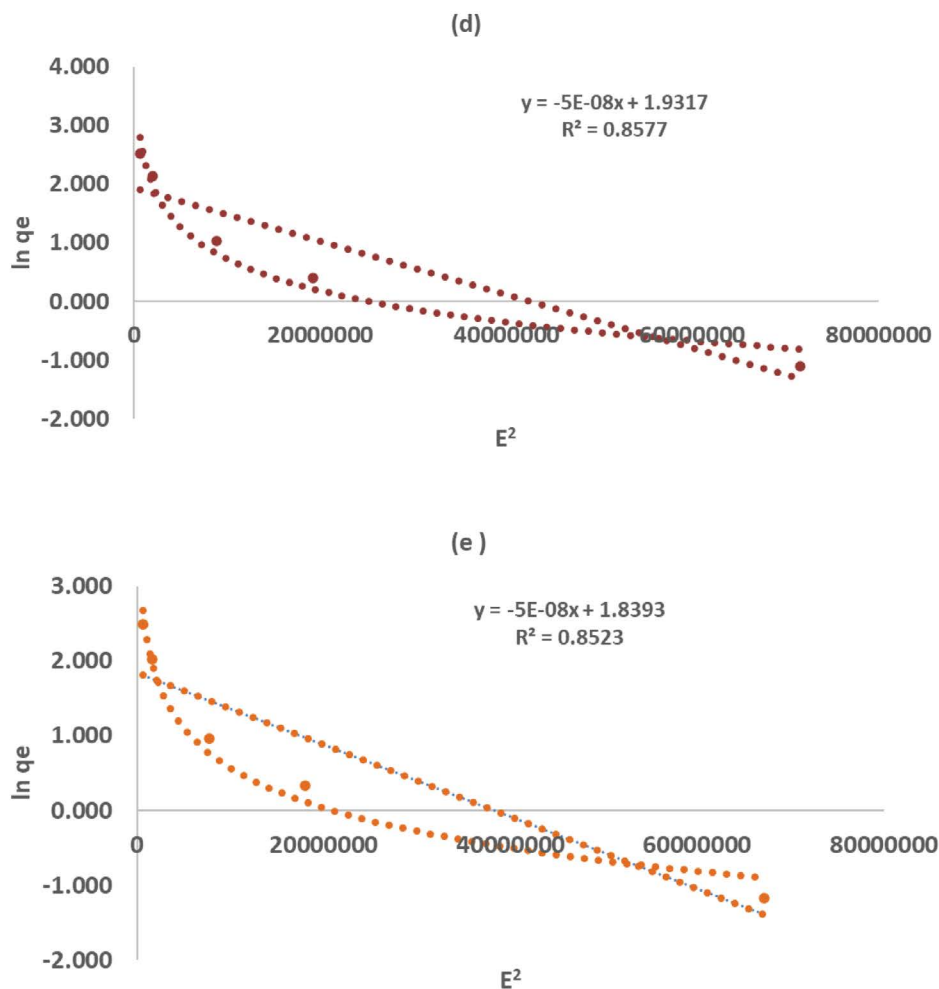 (d)
y = -5E-08x + 1.9317
R² = 0.8577
4.000
3.000
2.000
1.000
0.000
-1.000
-2.000
ln qe
0
20000000
40000000
60000000
80000000
E²
(e )
y = -5E-08x + 1.8393
R² = 0.8523
3.000
2.000
1.000
0.000
-1.000
-2.000
ln qe
0
20000000
40000000
60000000
80000000
E²